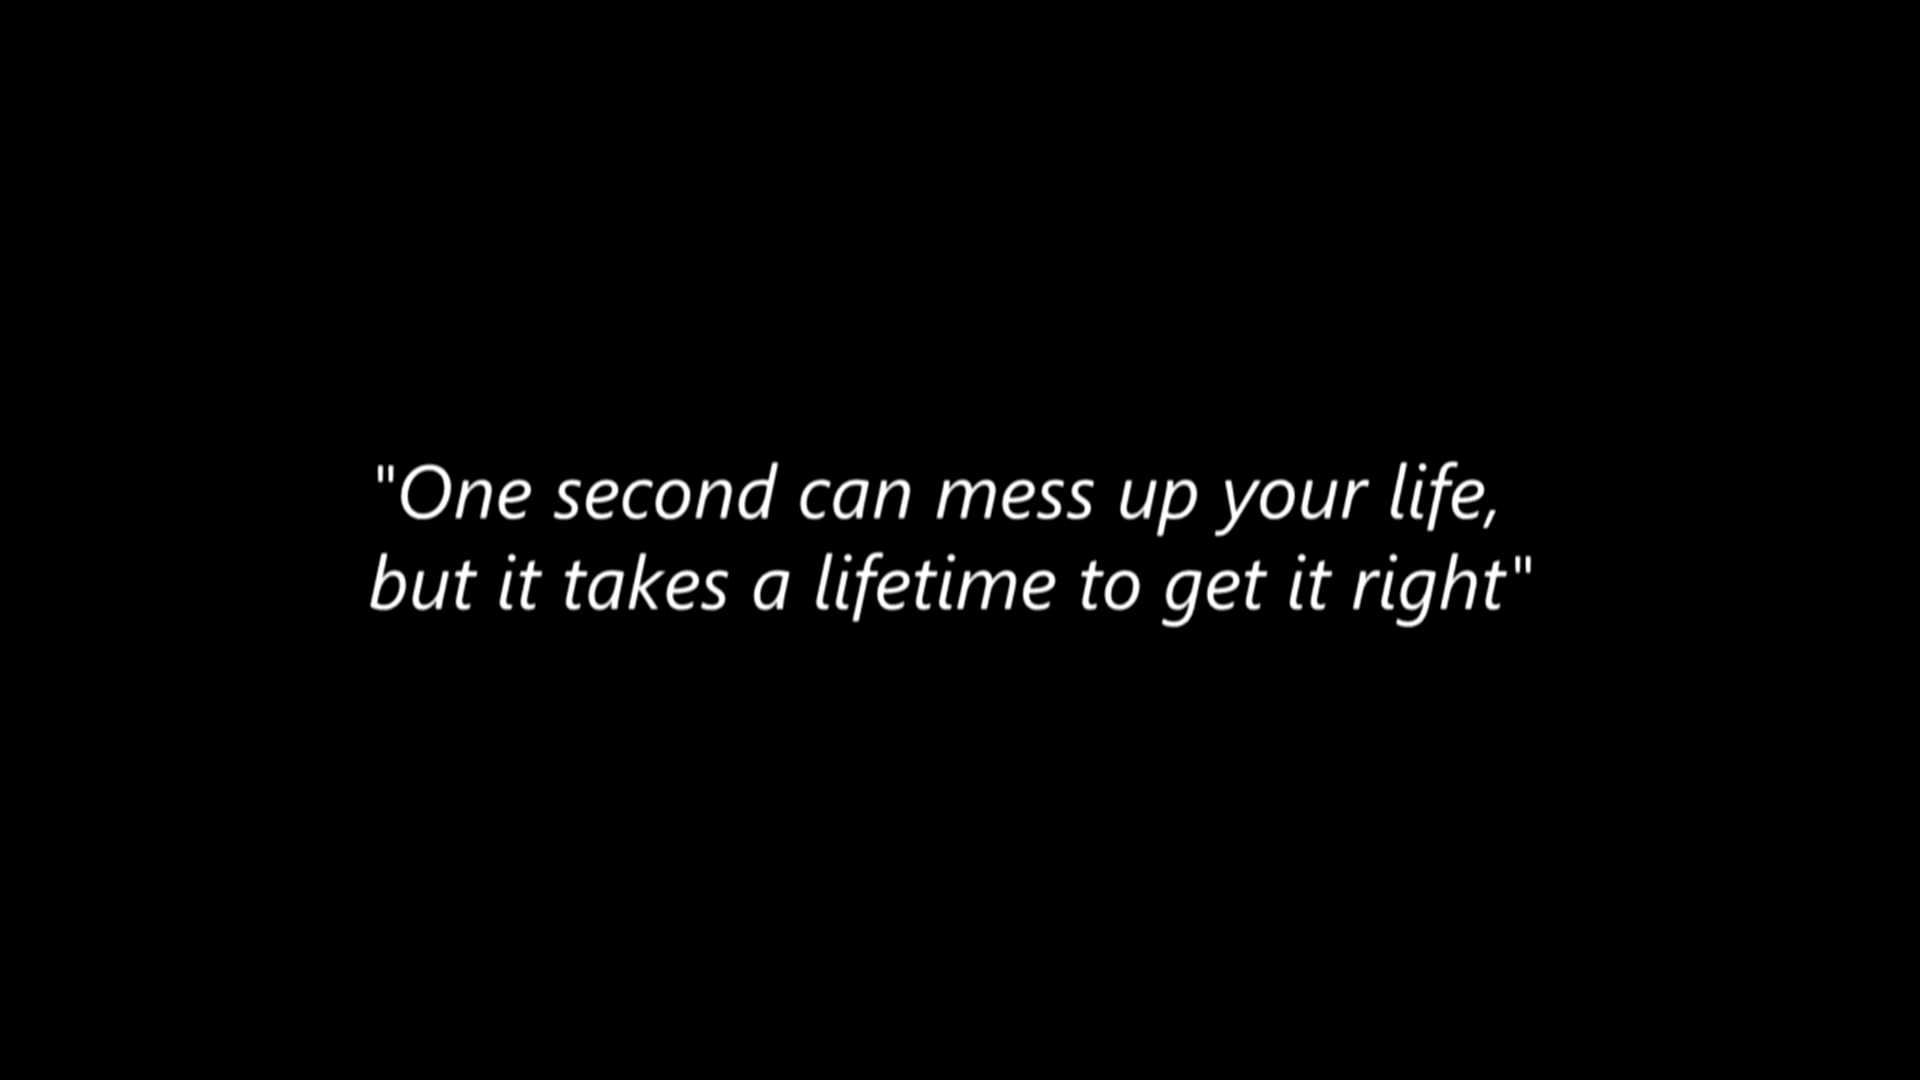 "One second can mess up your life,
but it takes a lifetime to get it right"